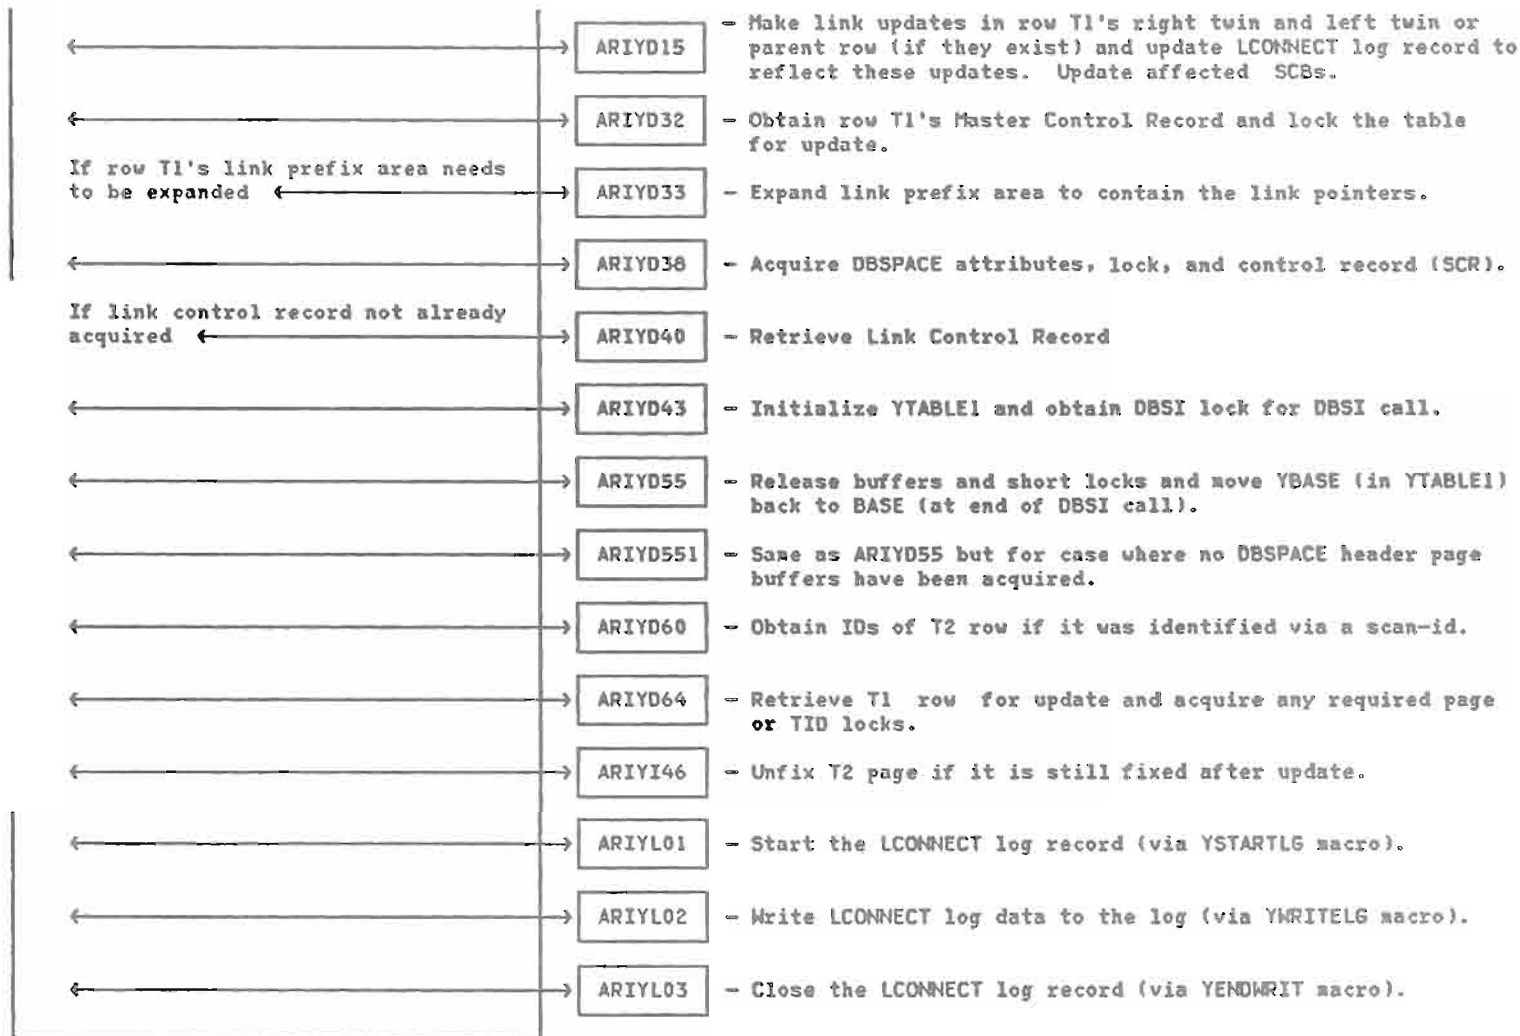 ARIYD15 - Make link updates in row T1's right twin and left twin or
parent row (if they exist) and update LCONNECT log record to
reflect these updates.  Update affected  SCBs.
ARIYD32 - Obtain row T1's Master Control Record and lock the table
for update.
If row T1's link prefix area needs
to be expanded ARIYD33 - Expand link prefix area to contain the link pointers.
ARIYD38 - Acquire DBSPACE attributes, lock, and control record (SCR).
If link control record not already
acquired ARIYD40 - Retrieve Link Control Record
ARIYD43 - Initialize YTABLE1 and obtain DBSI lock for DBSI call.
ARIYD55 - Release buffers and short locks and move YBASE (in YTABLE1)
back to BASE (at end of DBSI call).
ARIYD551 - Same as ARIYD55 but for case where no DBSPACE header page
buffers have been acquired.
ARIYD60 - Obtain IDs of T2 row if it was identified via a scan-id.
ARIYD64 - Retrieve T1  row  for update and acquire any required page
or TID locks.
ARIYI46 - Unfix T2 page if it is still fixed after update.
ARIYL01 - Start the LCONNECT log record (via YSTARTLG macro).
ARIYL02 - Write LCONNECT log data to the log (via YWRITELG macro).
ARIYL03 - Close the LCONNECT log record (via YENDWRIT macro).